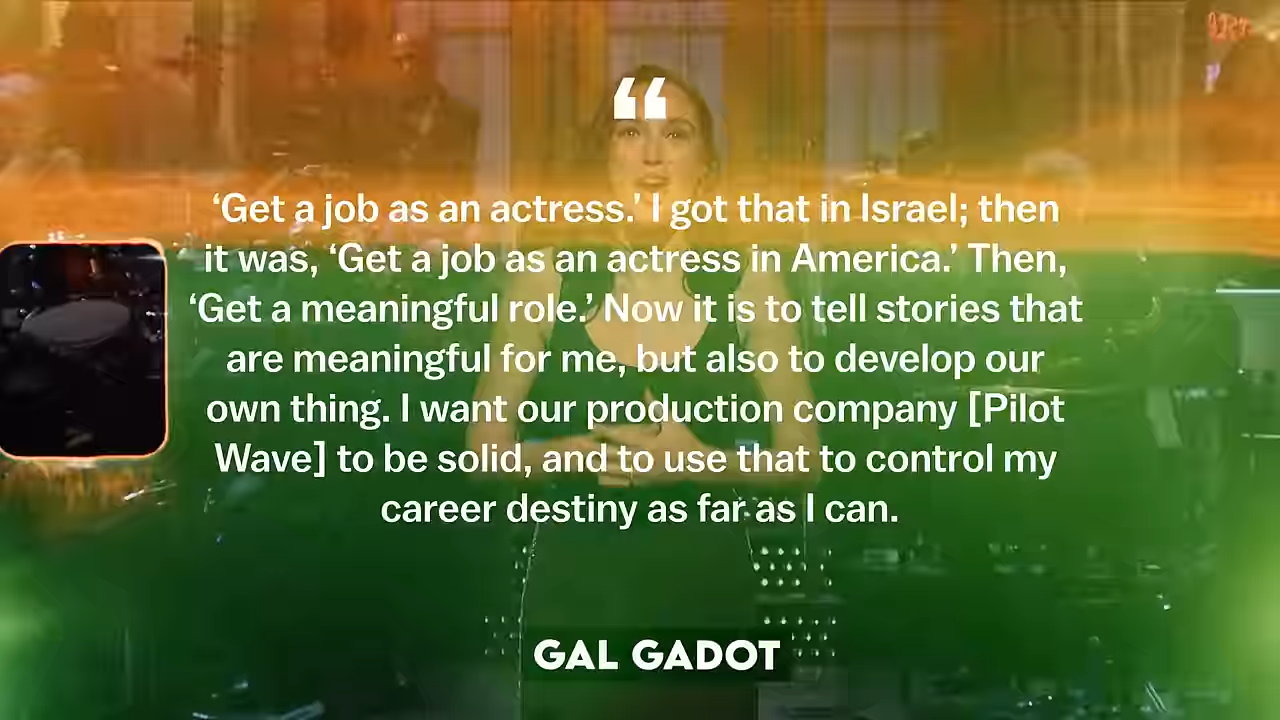 “
‘Get a job as an actress.’ I got that in Israel; then
it was, ‘Get a job as an actress in America.’ Then,
‘Get a meaningful role.’ Now it is to tell stories that
are meaningful for me, but also to develop our
own thing. I want our production company [Pilot
Wave] to be solid, and to use that to control my
career destiny as far as I can.
GAL GADOT